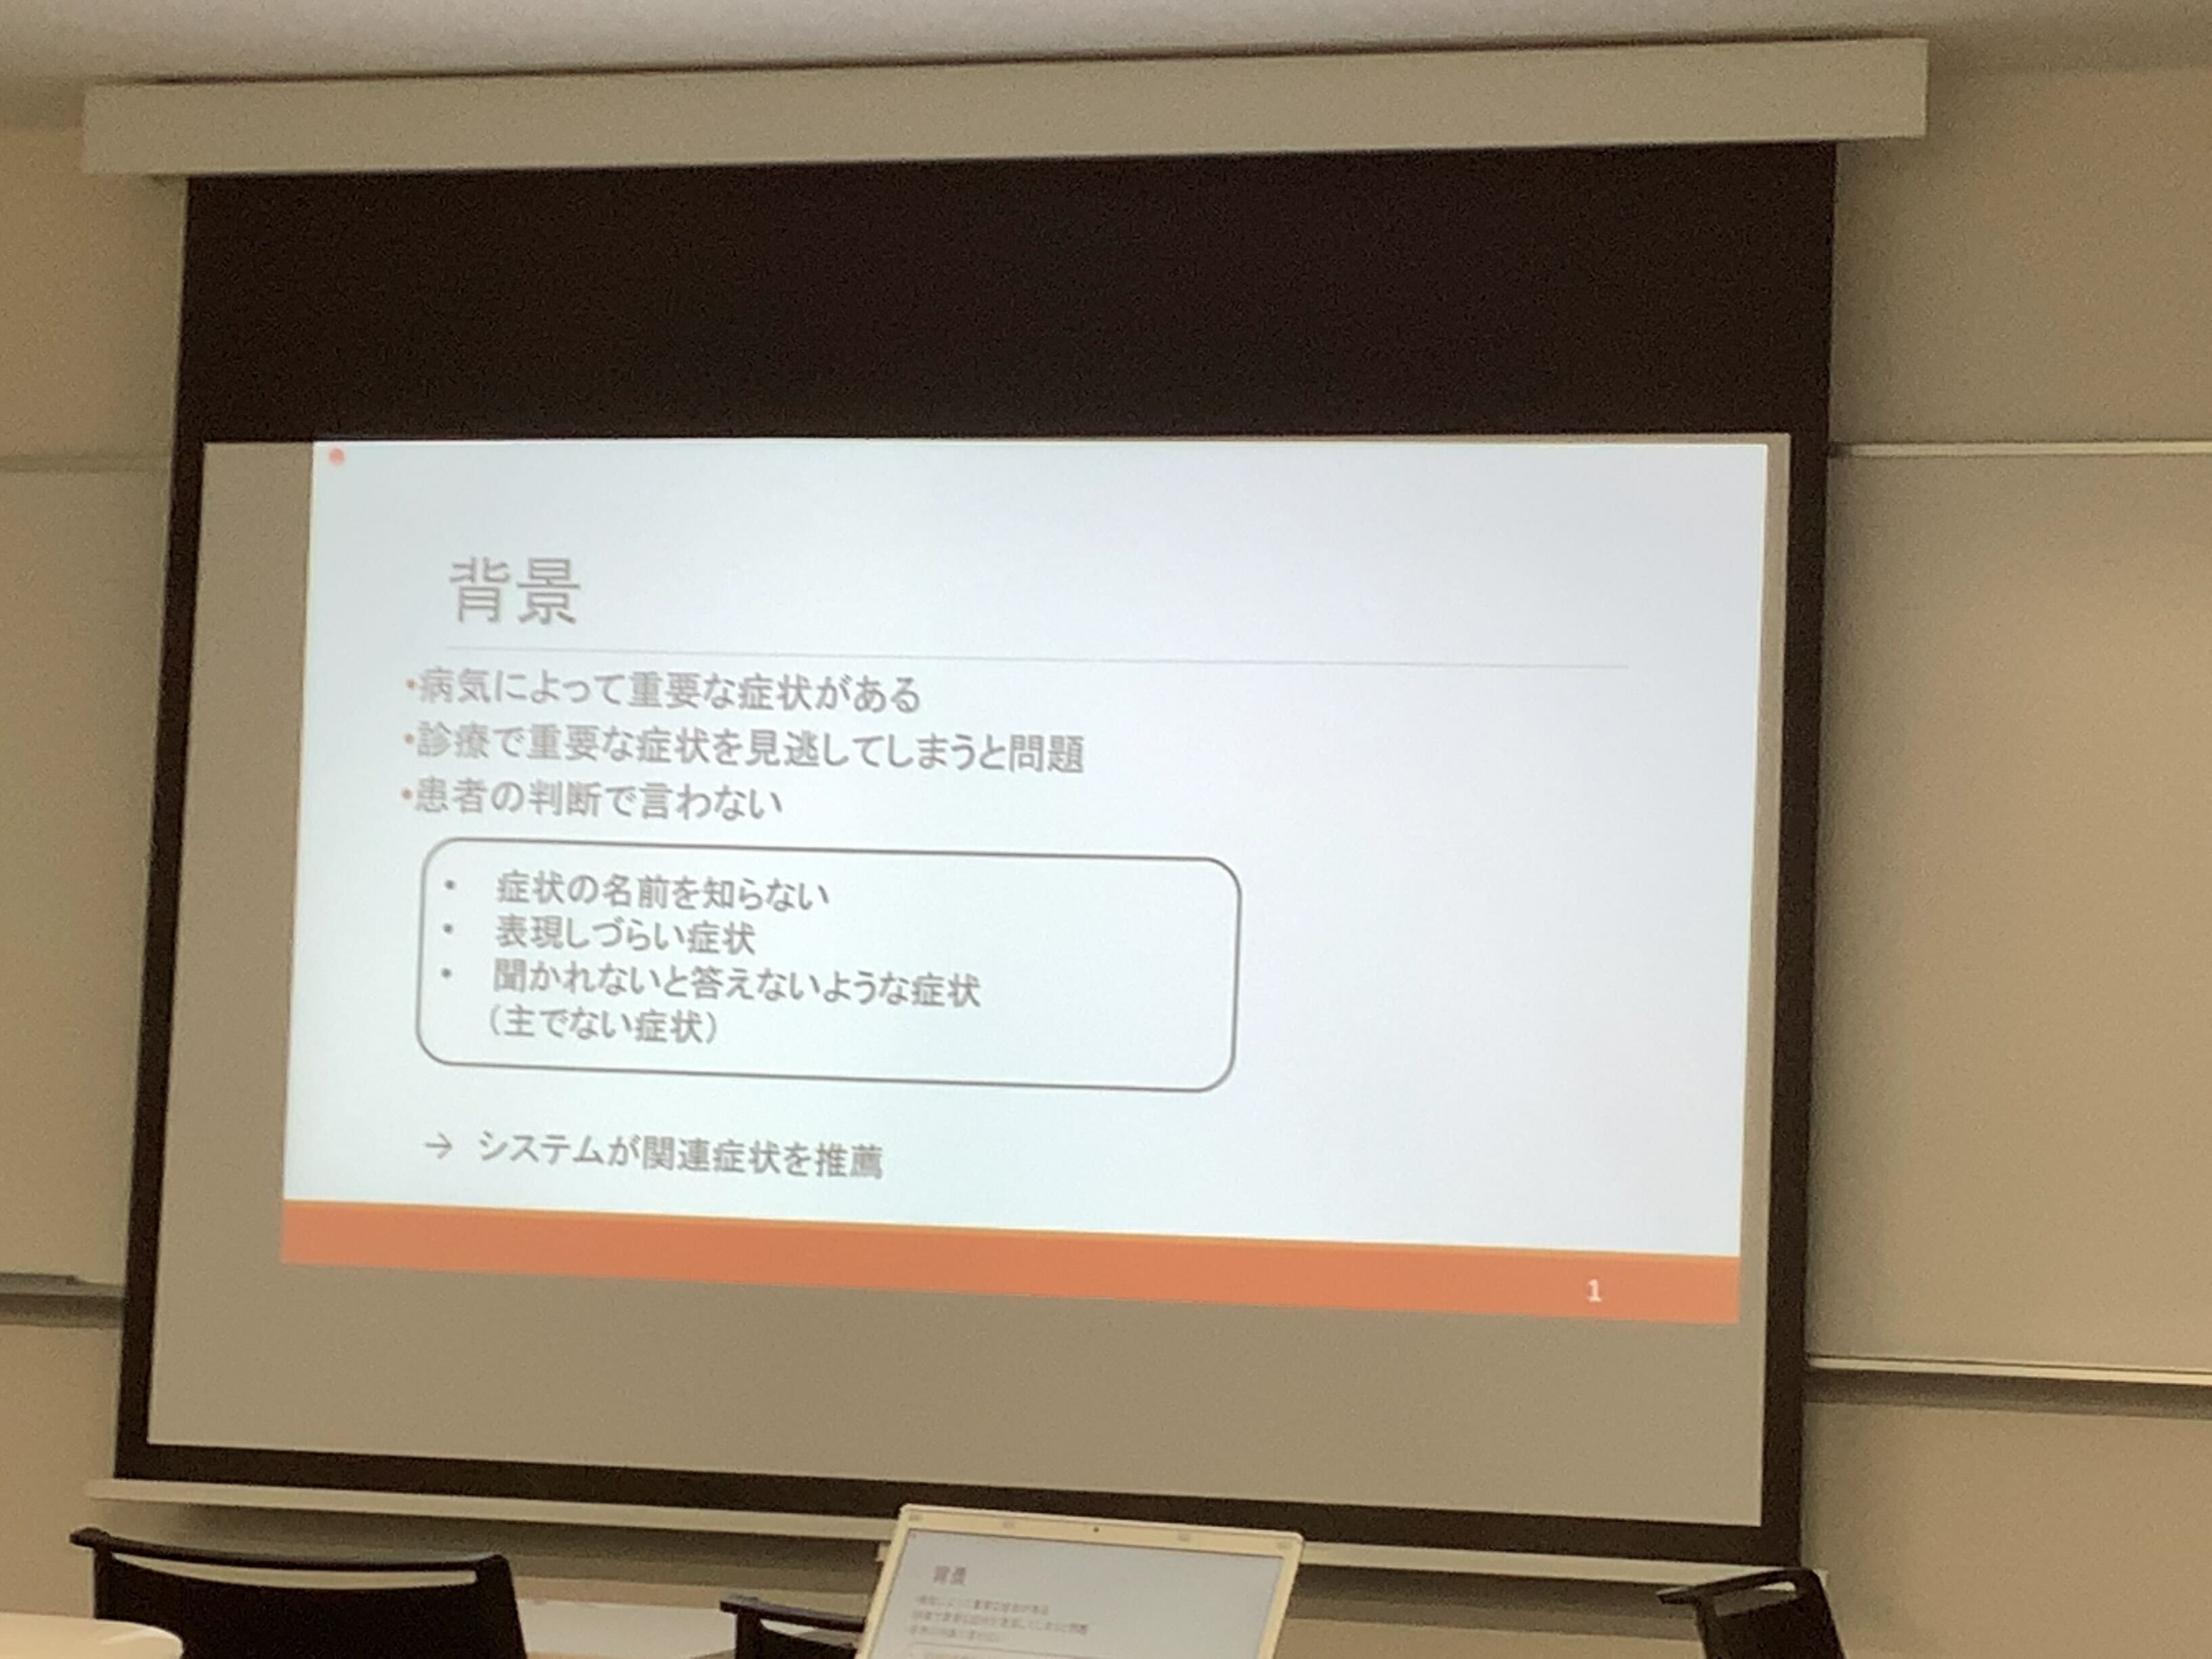 背景
•病気によって重要な症状がある
•診療で重要な症状を見逃してしまうと問題
•患者の判断で言わない
• 症状の名前を知らない
• 表現しづらい症状
• 聞かれないと答えないような症状
（主でない症状）
→ システムが関連症状を推薦
1
背景